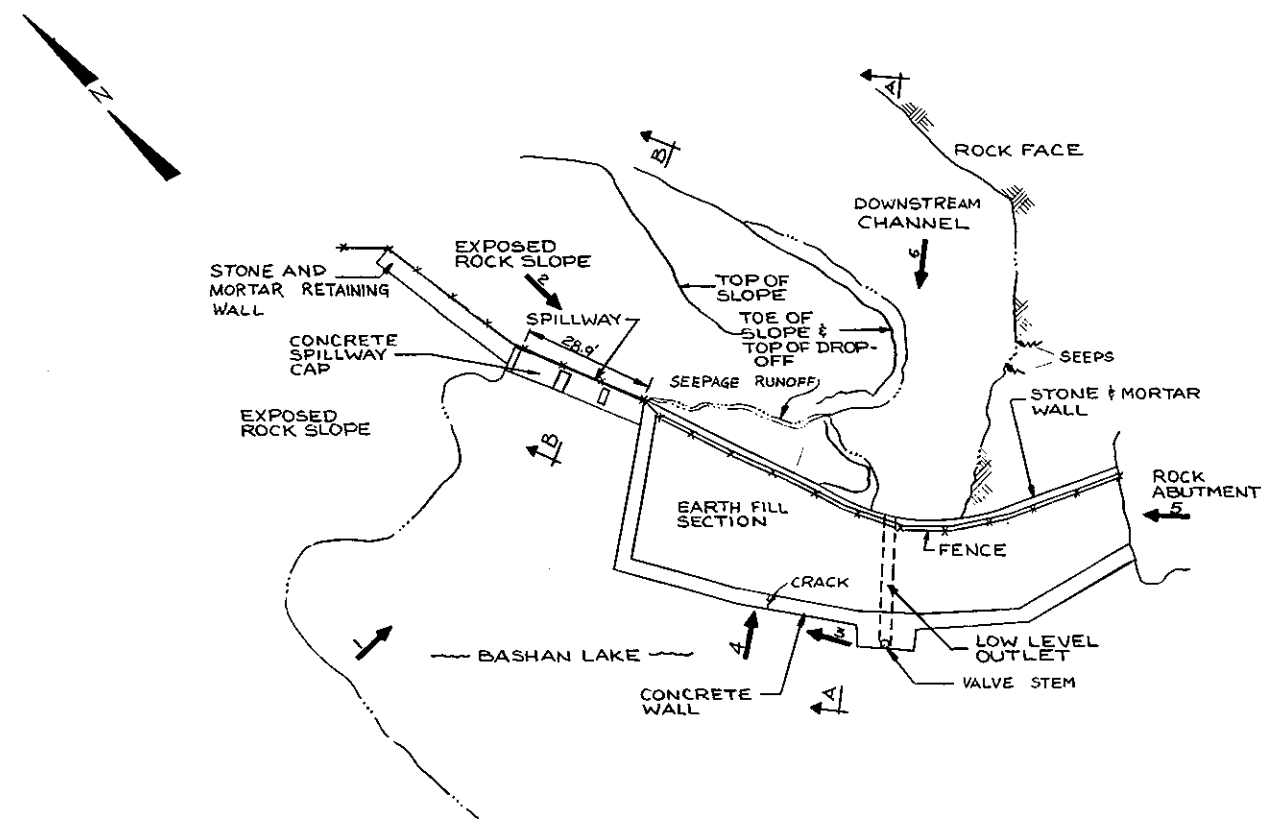 N
A
ROCK FACE
B
DOWNSTREAM
CHANNEL
6
EXPOSED
ROCK SLOPE
2
STONE AND
MORTAR RETAINING
WALL
TOP OF
SLOPE
SPILLWAY
28.9'
TOE OF
SLOPE &
TOP OF DROP-
OFF
CONCRETE
SPILLWAY
CAP
SEEPS
SEEPAGE RUNOFF
STONE & MORTAR
WALL
EXPOSED
ROCK SLOPE
B
ROCK
ABUTMENT
5
EARTH FILL
SECTION
FENCE
CRACK
1
4
3
BASHAN LAKE
LOW LEVEL
OUTLET
VALVE STEM
CONCRETE
WALL
A